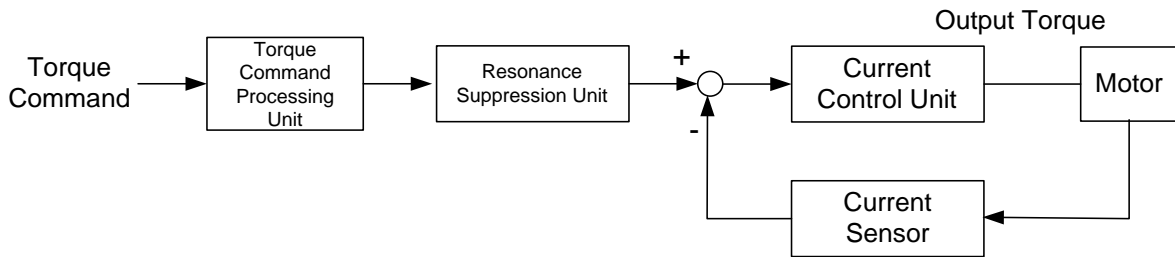 Output Torque
Torque
Command
Torque
Command
Processing
Unit
Resonance
Suppression Unit
+
-
Current
Control Unit
Motor
Current
Sensor